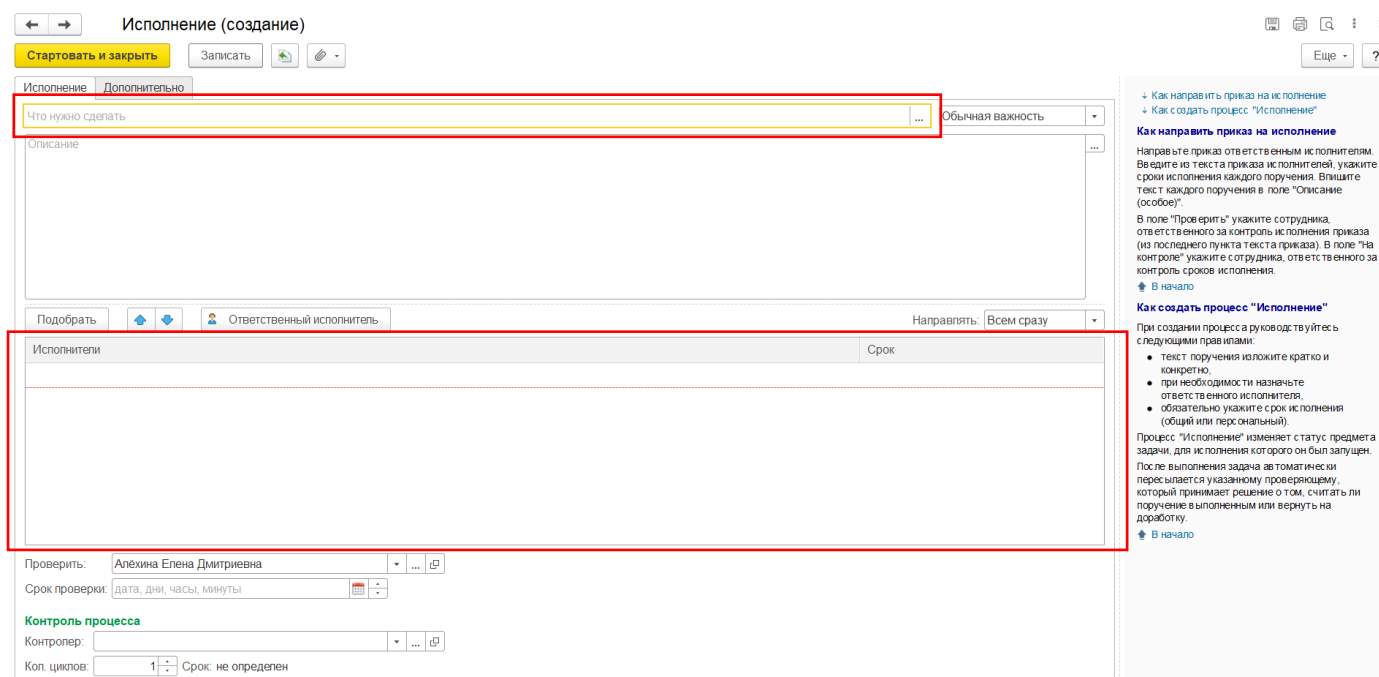 Исполнение (создание)
Стартовать и закрыть Записать Еще ?
Исполнение Дополнительно
Что нужно сделать ... Обычная важность
Описание ...
Подобрать Ответственный исполнитель Направлять: Всем сразу
Исполнители Срок
Проверить: Алёхина Елена Дмитриевна ...
Срок проверки: дата, дни, часы, минуты
Контроль процесса
Контролер: ...
Кол. циклов: 1 Срок: не определен
Как направить приказ на исполнение
Как создать процесс "Исполнение"
Как направить приказ на исполнение
Направьте приказ ответственным исполнителям.
Введите из текста приказа исполнителей, укажите
сроки исполнения каждого поручения. Впишите
текст каждого поручения в поле "Описание
(особое)".
В поле "Проверить" укажите сотрудника,
ответственного за контроль исполнения приказа
(из последнего пункта текста приказа). В поле "На
контроле" укажите сотрудника, ответственного за
контроль сроков исполнения.
В начало
Как создать процесс "Исполнение"
При создании процесса руководствуйтесь
следующими правилами:
• текст поручения изложите кратко и
конкретно,
• при необходимости назначьте
ответственного исполнителя,
• обязательно укажите срок исполнения
(общий или персональный).
Процесс "Исполнение" изменяет статус предмета
задачи, для исполнения которого он был запущен.
После выполнения задача автоматически
пересылается указанному проверяющему,
который принимает решение о том, считать ли
поручение выполненным или вернуть на
доработку.
В начало